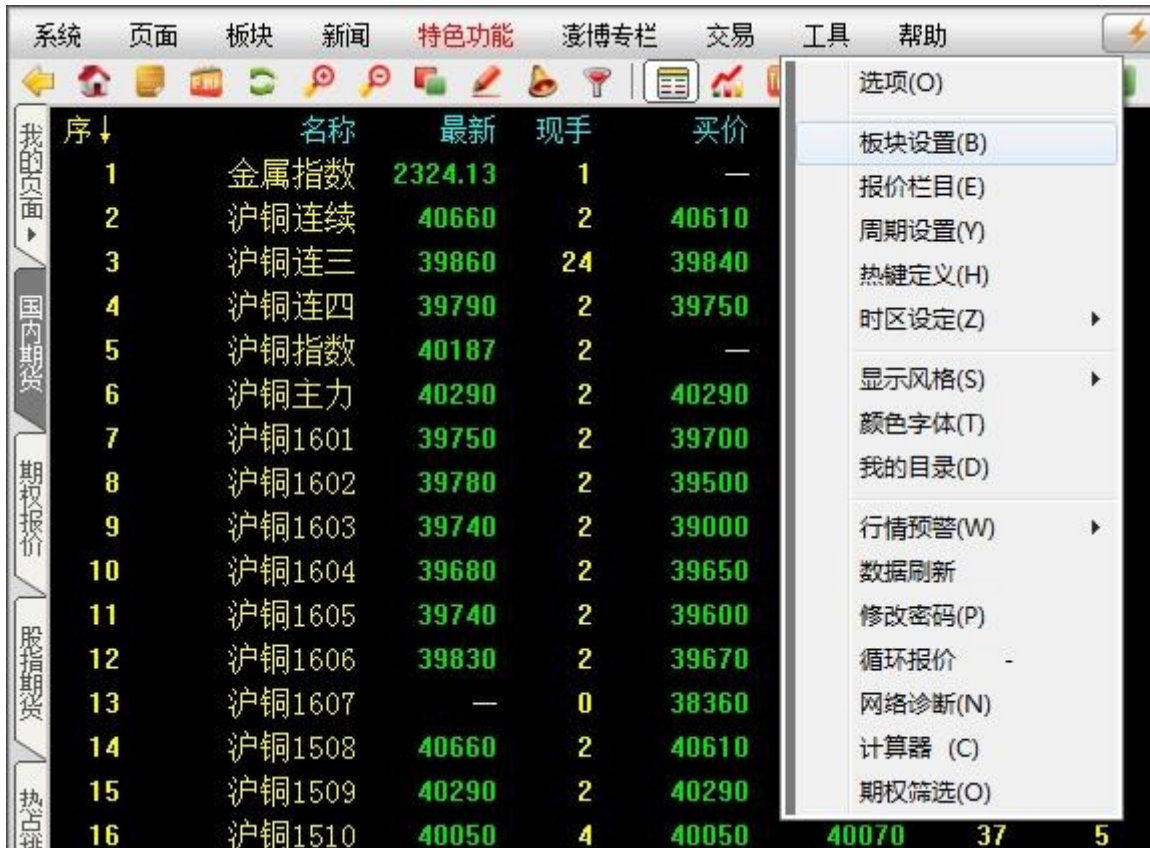 系统 页面 板块 新闻 特色功能 澎博专栏 交易 工具 帮助
我的页面
国内期货
期权报价
股指期货
热点排
序↓ 名称 最新 现手 买价
1 金属指数 2324.13 1 —
2 沪铜连续 40660 2 40610
3 沪铜连三 39860 24 39840
4 沪铜连四 39790 2 39750
5 沪铜指数 40187 2 —
6 沪铜主力 40290 2 40290
7 沪铜1601 39750 2 39700
8 沪铜1602 39780 2 39500
9 沪铜1603 39740 2 39000
10 沪铜1604 39680 2 39650
11 沪铜1605 39740 2 39600
12 沪铜1606 39830 2 39670
13 沪铜1607 — 0 38360
14 沪铜1508 40660 2 40610
15 沪铜1509 40290 2 40290
16 沪铜1510 40050 4 40050 40070 37 5
选项(O)
板块设置(B)
报价栏目(E)
周期设置(Y)
热键定义(H)
时区设定(Z)
显示风格(S)
颜色字体(T)
我的目录(D)
行情预警(W)
数据刷新
修改密码(P)
循环报价 -
网络诊断(N)
计算器 (C)
期权筛选(O)